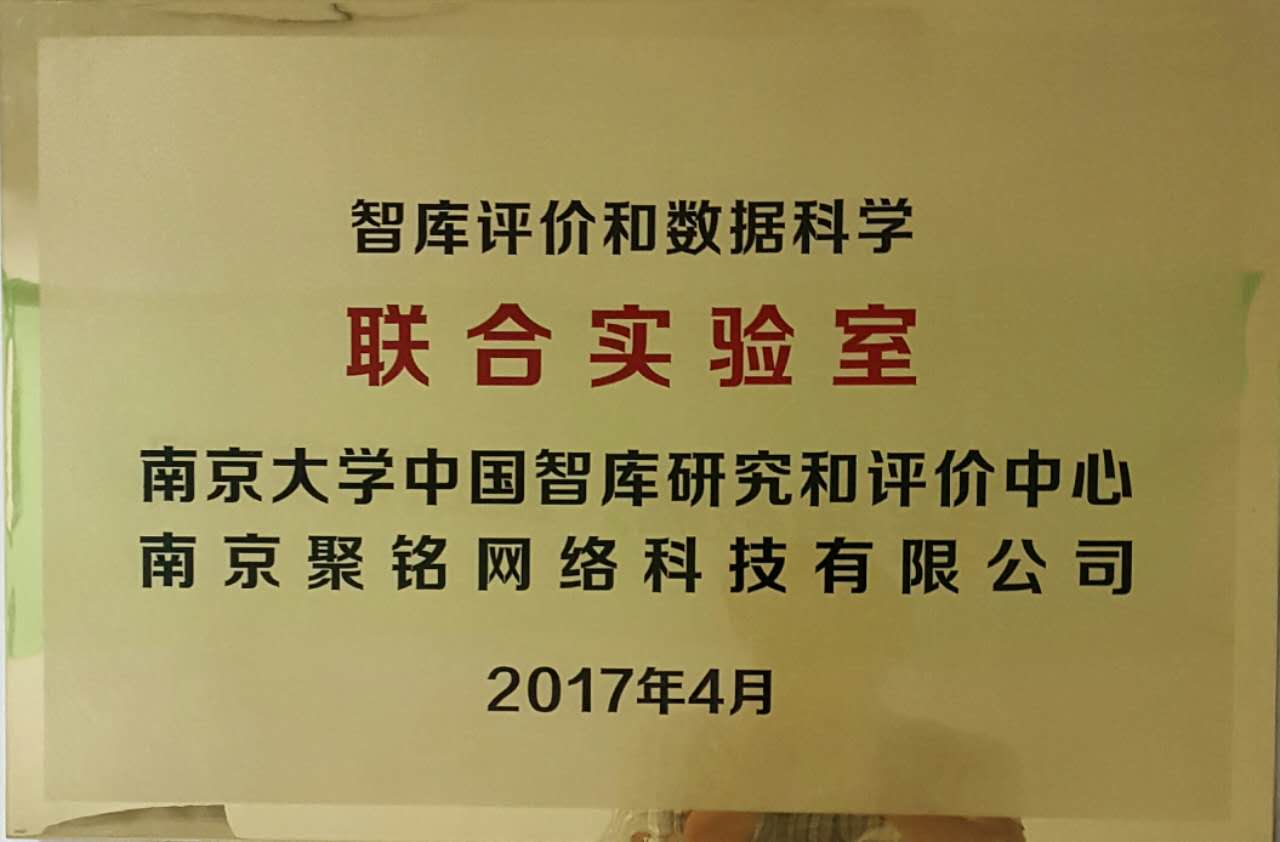 智库评价和数据科学
联合实验室
南京大学中国智库研究和评价中心
南京聚铭网络科技有限公司
2017年4月